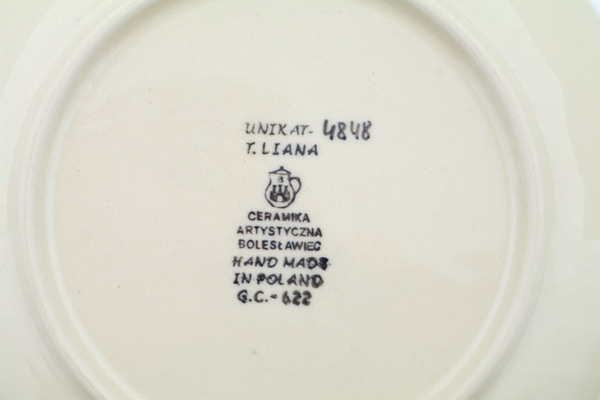 UNIKAT- 4848
T. LIANA
B
CERAMIKA
ARTYSTYCZNA
BOLESŁAWIEC
HAND MADE
IN POLAND
G.C.-622